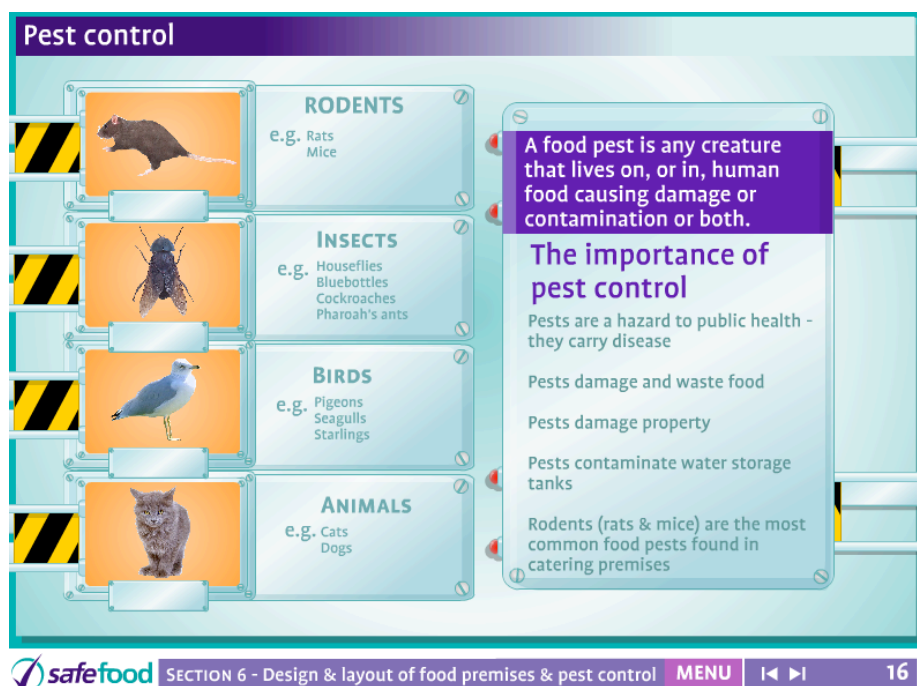 Pest control
RODENTS
e.g. Rats
Mice
INSECTS
e.g. Houseflies
Bluebottles
Cockroaches
Pharoah's ants
BIRDS
e.g. Pigeons
Seagulls
Starlings
ANIMALS
e.g. Cats
Dogs
A food pest is any creature
that lives on, or in, human
food causing damage or
contamination or both.
The importance of
pest control
Pests are a hazard to public health -
they carry disease
Pests damage and waste food
Pests damage property
Pests contaminate water storage
tanks
Rodents (rats & mice) are the most
common food pests found in
catering premises
safefood SECTION 6 - Design & layout of food premises & pest control MENU 16